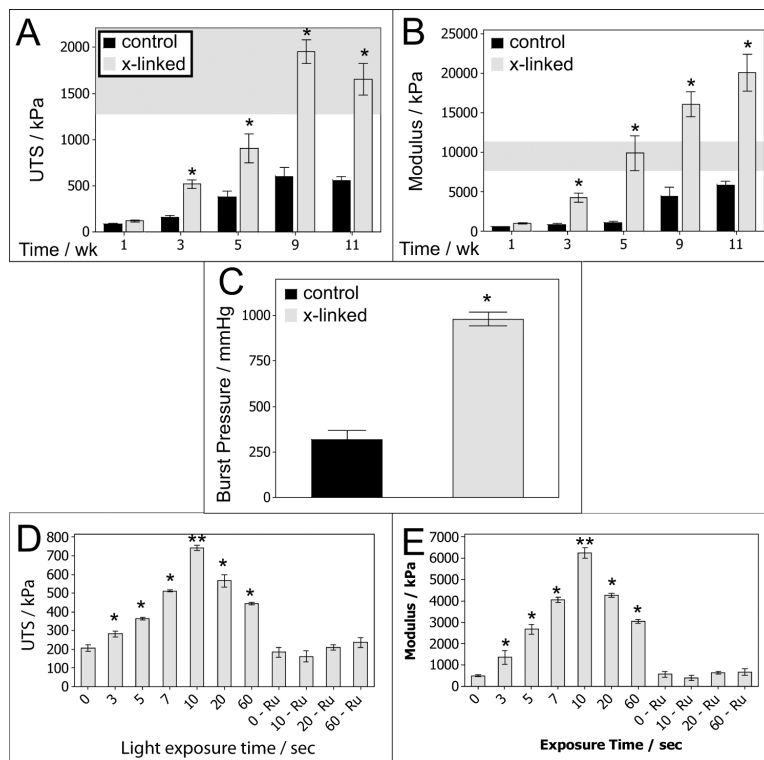 A
control
x-linked
*
*
*
*
2000
1500
1000
500
0
UTS / kPa
Time / wk
1 3 5 9 11
B
control
x-linked
*
*
*
*
25000
20000
15000
10000
5000
0
Modulus / kPa
Time / wk
1 3 5 9 11
C
control
x-linked
*
1000
750
500
250
0
Burst Pressure / mmHg
D
** 
* * * * *
800
700
600
500
400
300
200
100
0
UTS / kPa
0 3 5 7 10 20 60 0 - Ru 10 - Ru 20 - Ru 60 - Ru
Light exposure time / sec
E
**
* * * * *
7000
6000
5000
4000
3000
2000
1000
0
Modulus / kPa
0 3 5 7 10 20 60 0 - Ru 10 - Ru 20 - Ru 60 - Ru
Exposure Time / sec